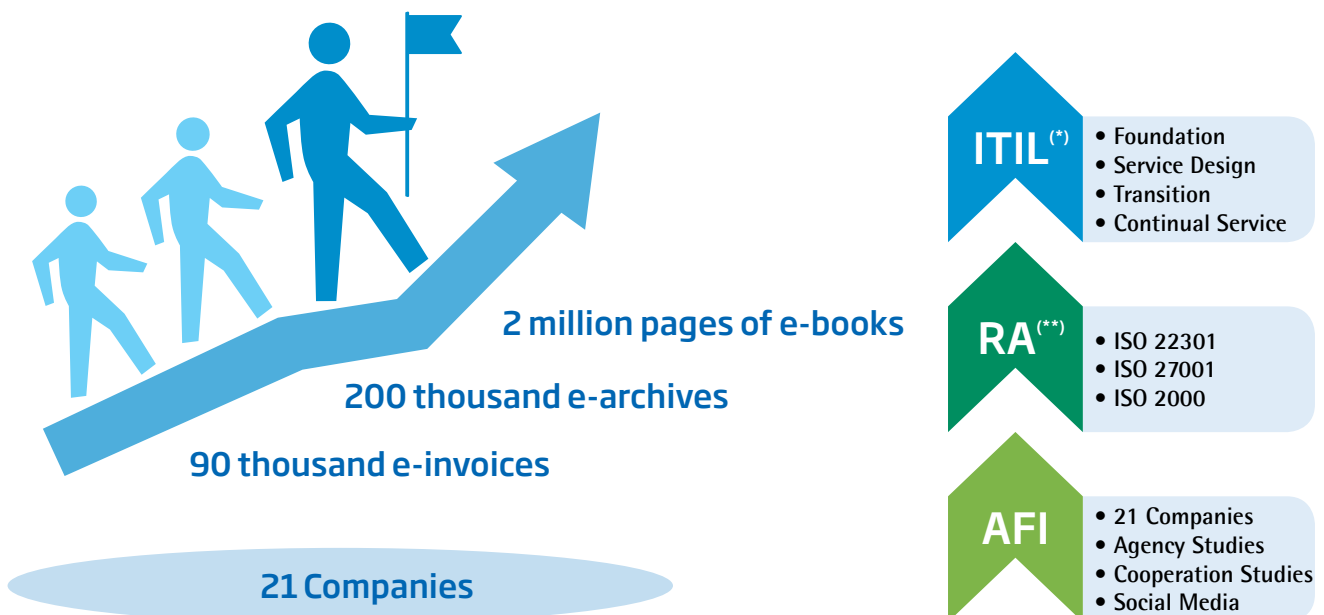 2 million pages of e-books
200 thousand e-archives
90 thousand e-invoices
21 Companies
ITIL(*)
• Foundation
• Service Design
• Transition
• Continual Service
RA(**)
• ISO 22301
• ISO 27001
• ISO 2000
AFI
• 21 Companies
• Agency Studies
• Cooperation Studies
• Social Media